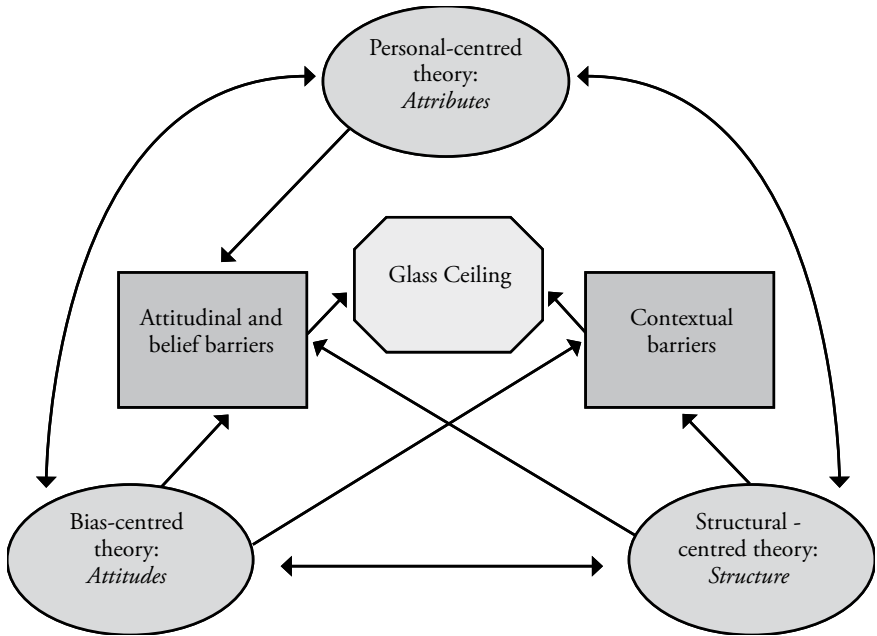 Personal-centred
theory:
Attributes
Glass Ceiling
Attitudinal and
belief barriers
Contextual
barriers
Bias-centred
theory:
Attitudes
Structural -
centred theory:
Structure